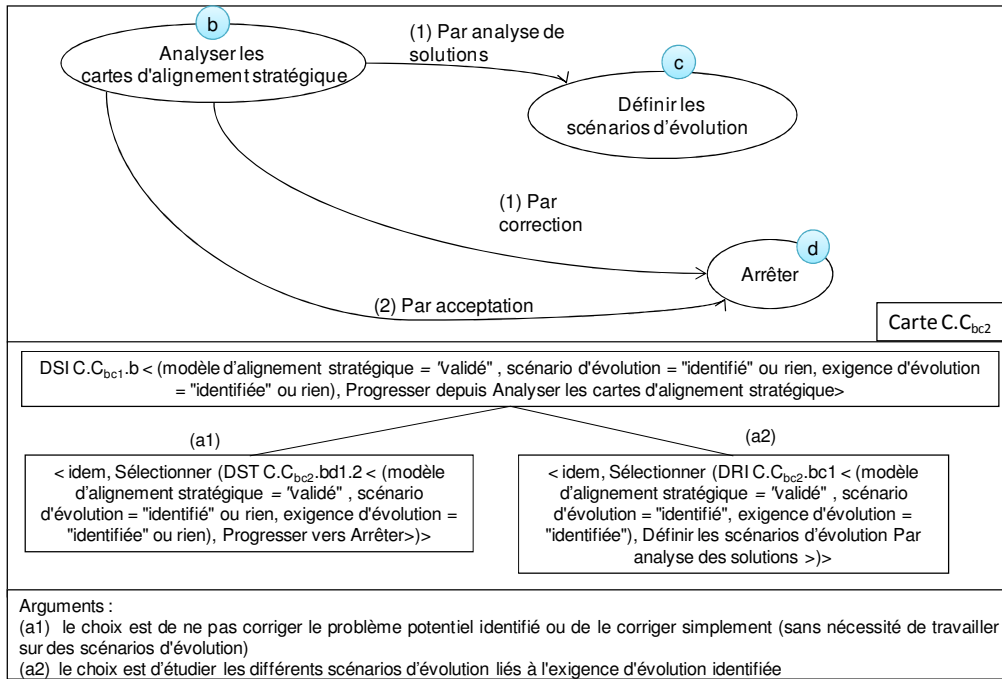 b
Analyser les
cartes d'alignement stratégique
(1) Par analyse de
solutions
c
Définir les
scénarios d'évolution
(1) Par
correction
d
Arrêter
(2) Par acceptation
Carte C.Cbc2
DSI C.Cbc1.b < (modèle d'alignement stratégique = "validé" , scénario d'évolution = "identifié" ou rien, exigence d'évolution
= "identifiée" ou rien), Progresser depuis Analyser les cartes d'alignement stratégique>
(a1)
(a2)
< idem, Sélectionner (DST C.Cbc2.bd1.2 < (modèle
d'alignement stratégique = "validé" , scénario
d'évolution = "identifié" ou rien, exigence d'évolution =
"identifiée" ou rien), Progresser vers Arrêter>)>
< idem, Sélectionner (DRI C.Cbc2.bc1 < (modèle
d'alignement stratégique = "validé" , scénario
d'évolution = "identifié", exigence d'évolution =
"identifiée"), Définir les scénarios d'évolution Par
analyse des solutions >)>
Arguments :
(a1) le choix est de ne pas corriger le problème potentiel identifié ou de le corriger simplement (sans nécessité de travailler
sur des scénarios d'évolution)
(a2) le choix est d'étudier les différents scénarios d'évolution liés à l'exigence d'évolution identifiée